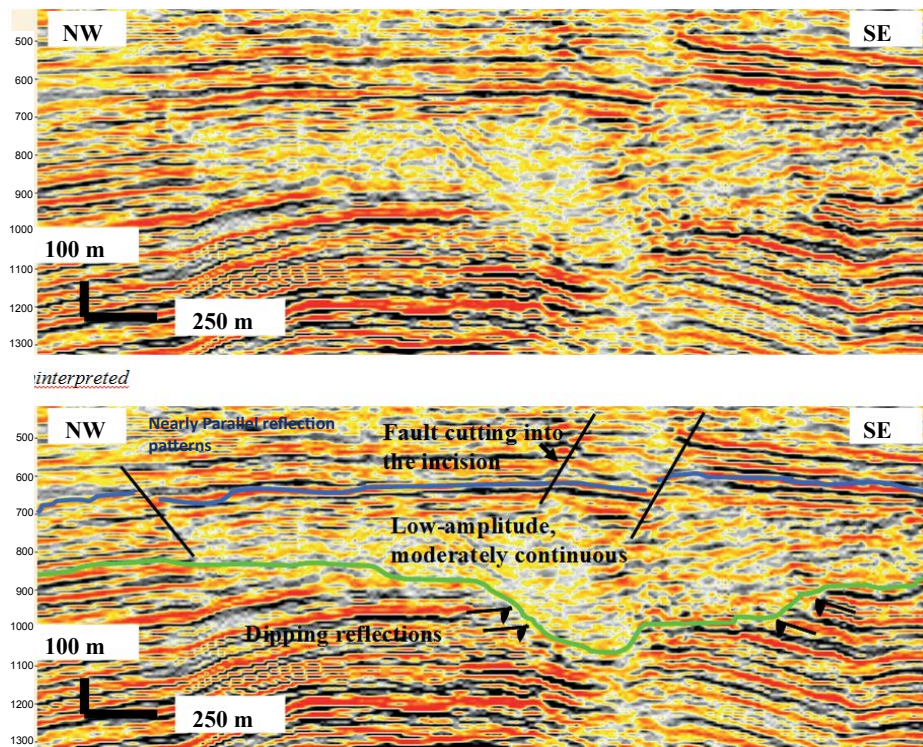 NW
SE
500
600
700
800
900
1000
1100
1200
1300
100 m
250 m
interpreted
NW
SE
Nearly Parallel reflection
patterns
Fault cutting into
the incision
Low-amplitude,
moderately continuous
Dipping reflections
500
600
700
800
900
1000
1100
1200
1300
100 m
250 m